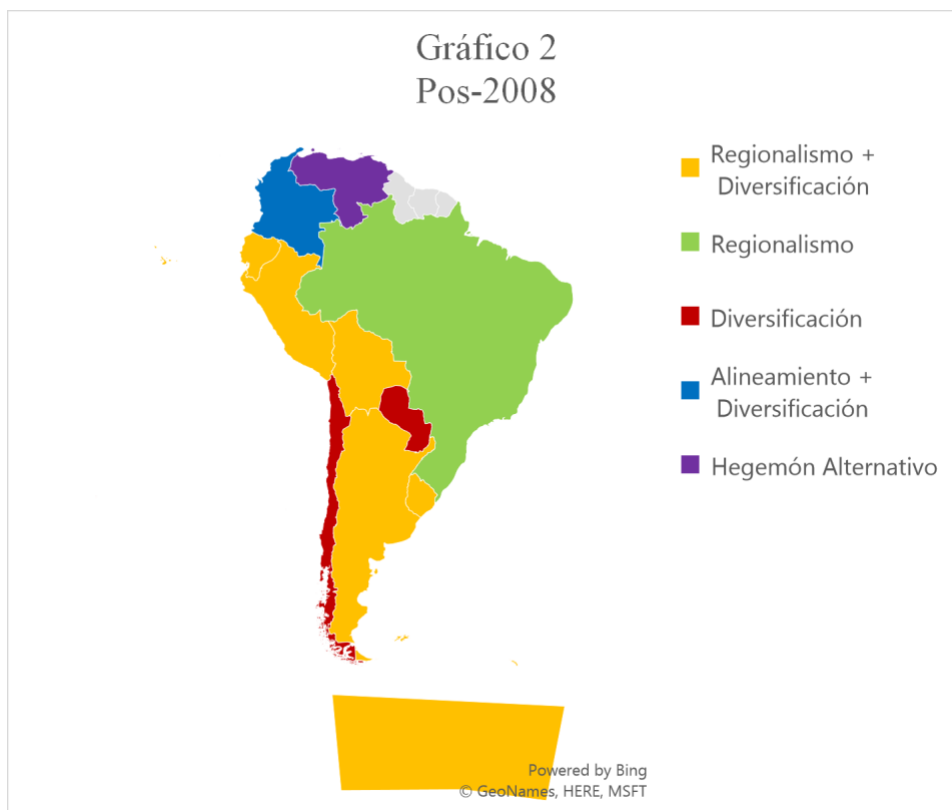 Gráfico 2
Pos-2008
Regionalismo +
Diversificación
Regionalismo
Diversificación
Alineamiento +
Diversificación
Hegemón Alternativo
Powered by Bing
© GeoNames, HERE, MSFT